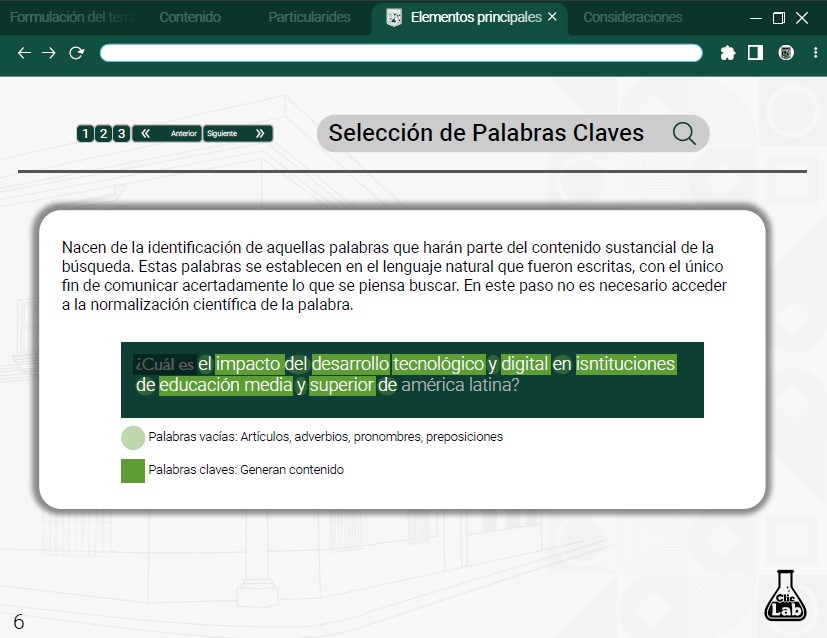 Formulación del tema
Contenido
Particularides
Elementos principales
Consideraciones
1 2 3 Anterior Siguiente
Selección de Palabras Claves
Nacen de la identificación de aquellas palabras que harán parte del contenido sustancial de la
búsqueda. Estas palabras se establecen en el lenguaje natural que fueron escritas, con el único
fin de comunicar acertadamente lo que se piensa buscar. En este paso no es necesario acceder
a la normalización científica de la palabra.
¿Cuál es el impacto del desarrollo tecnológico y digital en isntituciones
de educación media y superior de américa latina?
Palabras vacías: Artículos, adverbios, pronombres, preposiciones
Palabras claves: Generan contenido
Clic
Lab
6